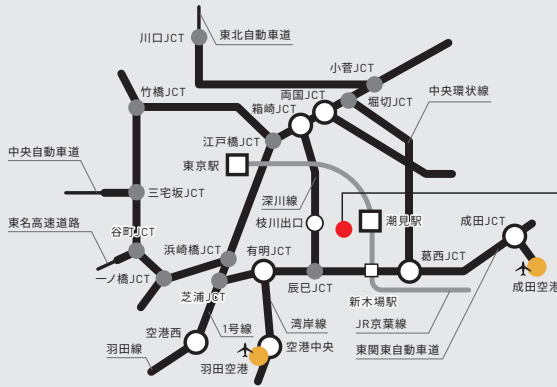 東北自動車道
川口JCT
小菅JCT
竹橋JCT
両国JCT
中央環状線
箱崎JCT
堀切JCT
江戸橋JCT
中央自動車道
東京駅
三宅坂JCT
深川線
東名高速道路
枝川出口
潮見駅
成田JCT
谷町JCT
浜崎橋JCT
有明JCT
葛西JCT
一ノ橋JCT
辰巳JCT
成田空港
芝浦JCT
新木場駅
空港西
1号線
湾岸線
JR京葉線
羽田線
空港中央
東関東自動車道
羽田空港